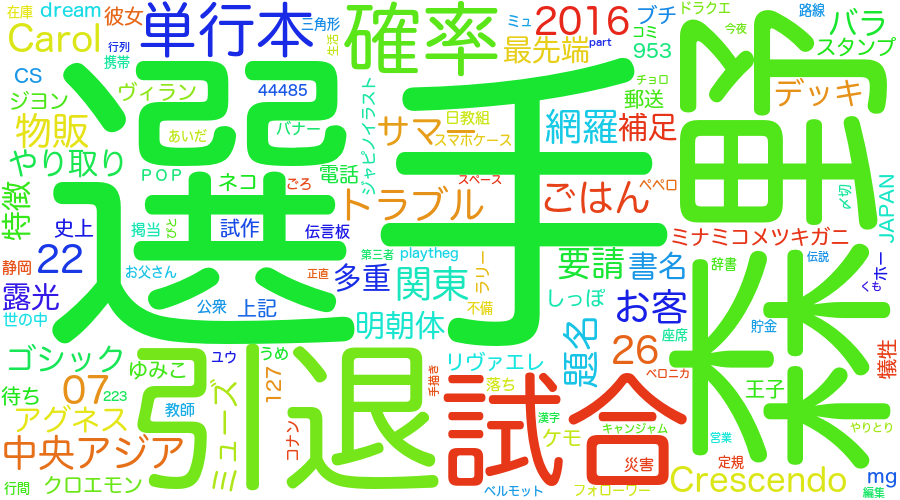 在庫
dream
彼女
単行本
三角形
確率
ミュ
2016
ブチ
ドラクエ
路線
バラ
Carol
行列
携帯
生活
最先端
part
コミ
953
今夜
スタンプ
CS
ヴィラン
44485
チョロ
デッキ
ジヨン
選手
野森
あいだ
バナー
ジャピノイラスト
サマー
日教組
スマホケース
網羅
郵送
補足
物販
やり取り
POP
ネコ
ごろ
電話
スペース
ごはん
ペペロ
〆切
JAPAN
特徴
トラブル
掲当
ひと
試作
伝言板
第三者
playtheg
ミナミコメツキガニ
史上
22
静岡
お父さん
正直
多重
関東
ラリー
要請
書名
辞書
伝説
ホー
くも
露光
公衆
上記
不備
しっぽ
お客
世の中
明朝体
題名
座席
貯金
ゴシック
引退
ユウ
うめ
リヴァエレ
26
犠牲
ゆみこ
待ち
07
223
ミューズ
127
手描き
試合
落ち
ベロニカ
王子
アグネス
教師
コナン
漢字
ケモ
キャンジャム
やりとり
中央アジア
営業
災害
定規
行間
クロエモン
ベルモット
フォローワー
Crescendo
mg
編集